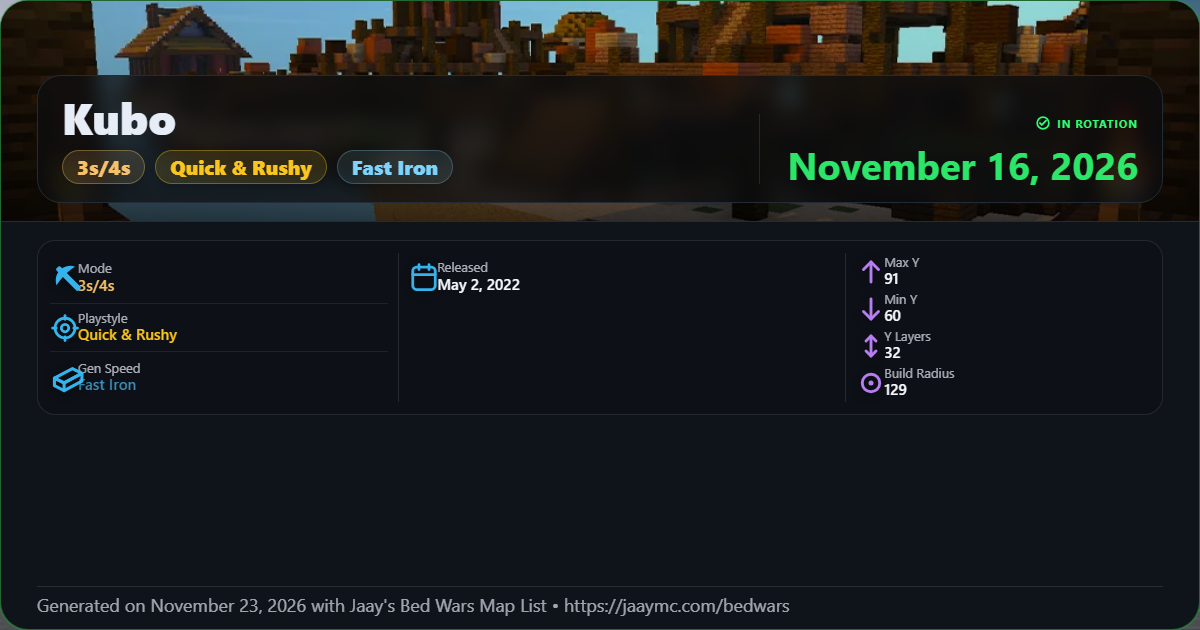 Kubo
3s/4s
Quick & Rushy
Fast Iron
IN ROTATION
November 16, 2026
Mode
3s/4s
Playstyle
Quick & Rushy
Gen Speed
Fast Iron
Released
May 2, 2022
Max Y
91
Min Y
60
Y Layers
32
Build Radius
129
Generated on November 23, 2026 with Jaay's Bed Wars Map List • https://jaaymc.com/bedwars